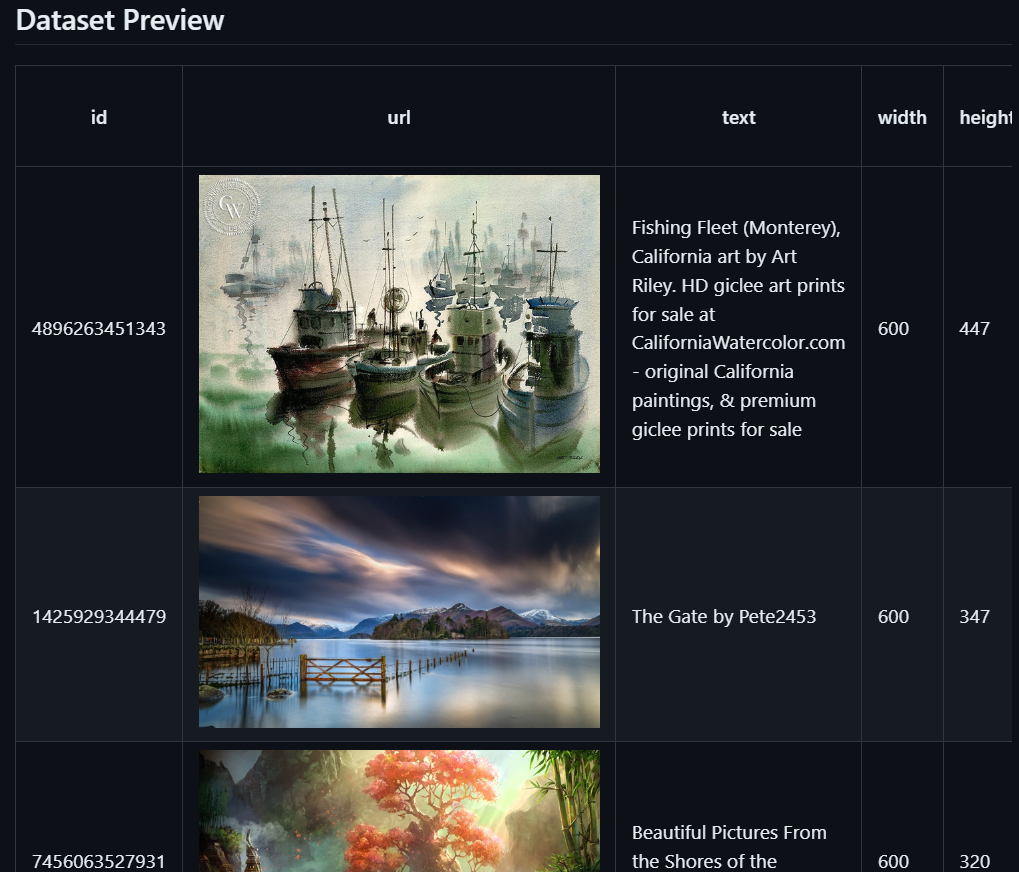 Dataset Preview
id
url
text
width
height
4896263451343
CW
Fishing Fleet (Monterey),
California art by Art
Riley. HD giclee art prints
for sale at
CaliforniaWatercolor.com
- original California
paintings, & premium
giclee prints for sale
600
447
1425929344479
The Gate by Pete2453
600
347
7456063527931
Beautiful Pictures From
the Shores of the
600
320